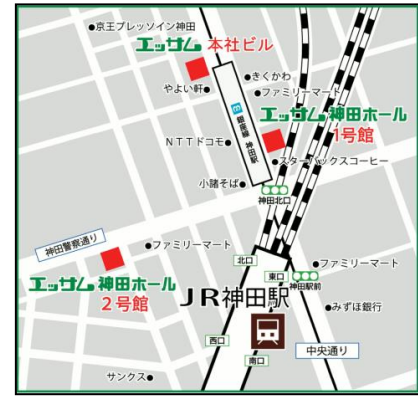 京王プレッソイン神田
エッサム 本社ビル
やよい軒
きくかわ
ファミリーマート
エッサム 神田ホール
1号館
銀座線 神田駅
NTTドコモ
スターバックスコーヒー
小諸そば
神田北口
神田警察通り
ファミリーマート
エッサム 神田ホール
2号館
北口
東口
ファミリーマート
神田駅前
JR神田駅
みずほ銀行
西口
南口
中央通り
サンクス